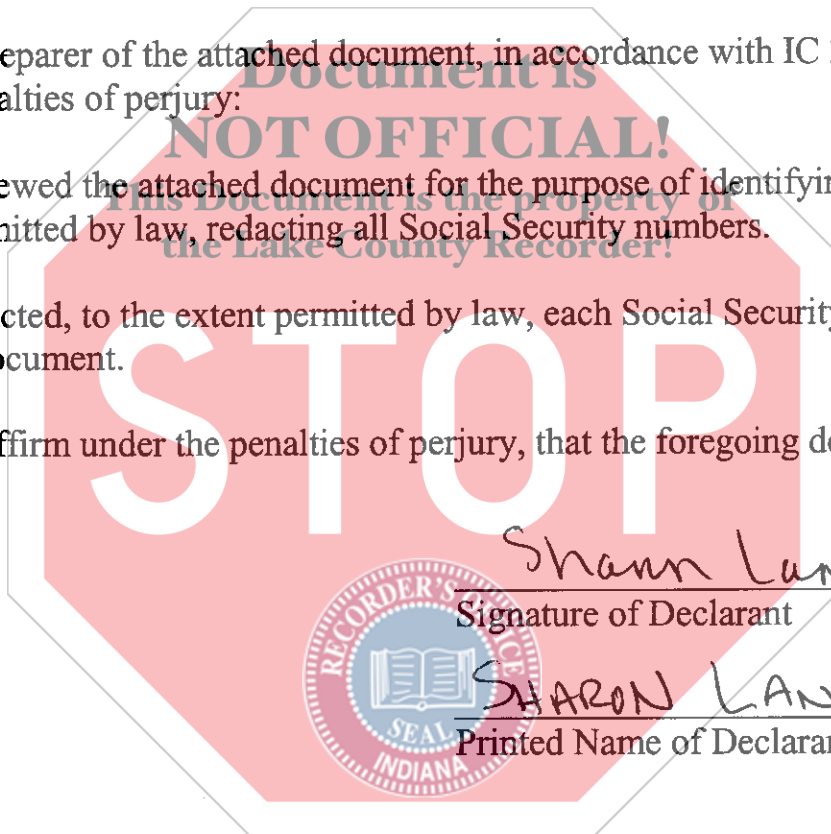 eparer of the attached document, in accordance with IC
Document is
alties of perjury:
NOT OFFICIAL!
ewed the attached document for the purpose of identifyin
This Document is the property of
nitted by law, redacting all Social Security numbers.
the Lake County Recorder!
cted, to the extent permitted by law, each Social Security
ocument.
STOP
ffirm under the penalties of perjury, that the foregoing de
Sharon Lan
Signature of Declarant
RECORDER'S OFFICE
SEAL
INDIANA
SHARON LAN
Printed Name of Declaran